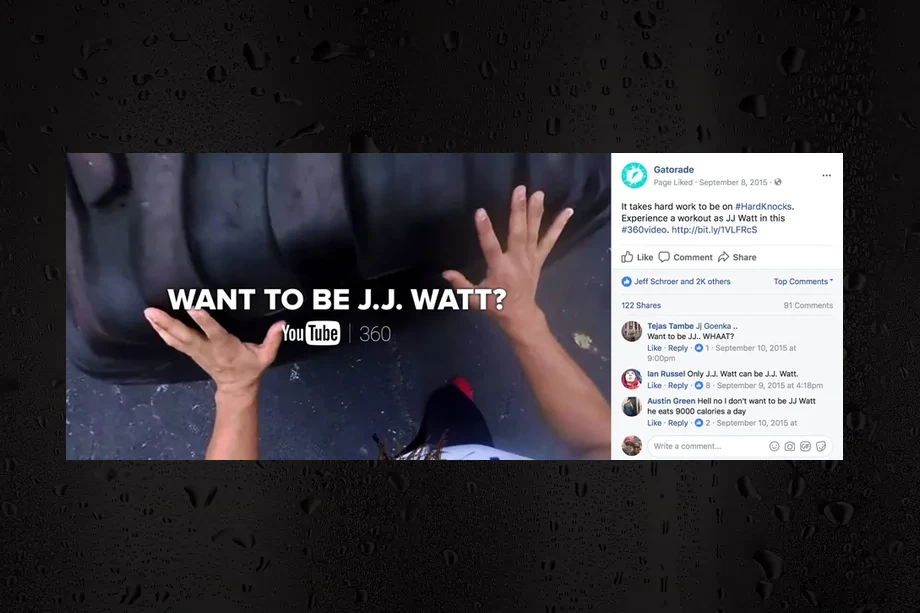 WANT TO BE J.J. WATT?
YouTube | 360
Gatorade
Page Liked · September 8, 2015 ·
It takes hard work to be on #HardKnocks.
Experience a workout as JJ Watt in this
#360video. http://bit.ly/1VLFRcS
Like Comment Share
Jeff Schroer and 2K others Top Comments
122 Shares 91 Comments
Tejas Tambe Jj Goenka ..
Want to be JJ.. WHAAT?
Like · Reply · 1 · September 10, 2015 at
9:00pm
Ian Russel Only J.J. Watt can be J.J. Watt.
Like · Reply · 8 · September 9, 2015 at 4:18pm
Austin Green Hell no I don't want to be JJ Watt
he eats 9000 calories a day
Like · Reply · 2 · September 10, 2015 at
Write a comment...
GIF